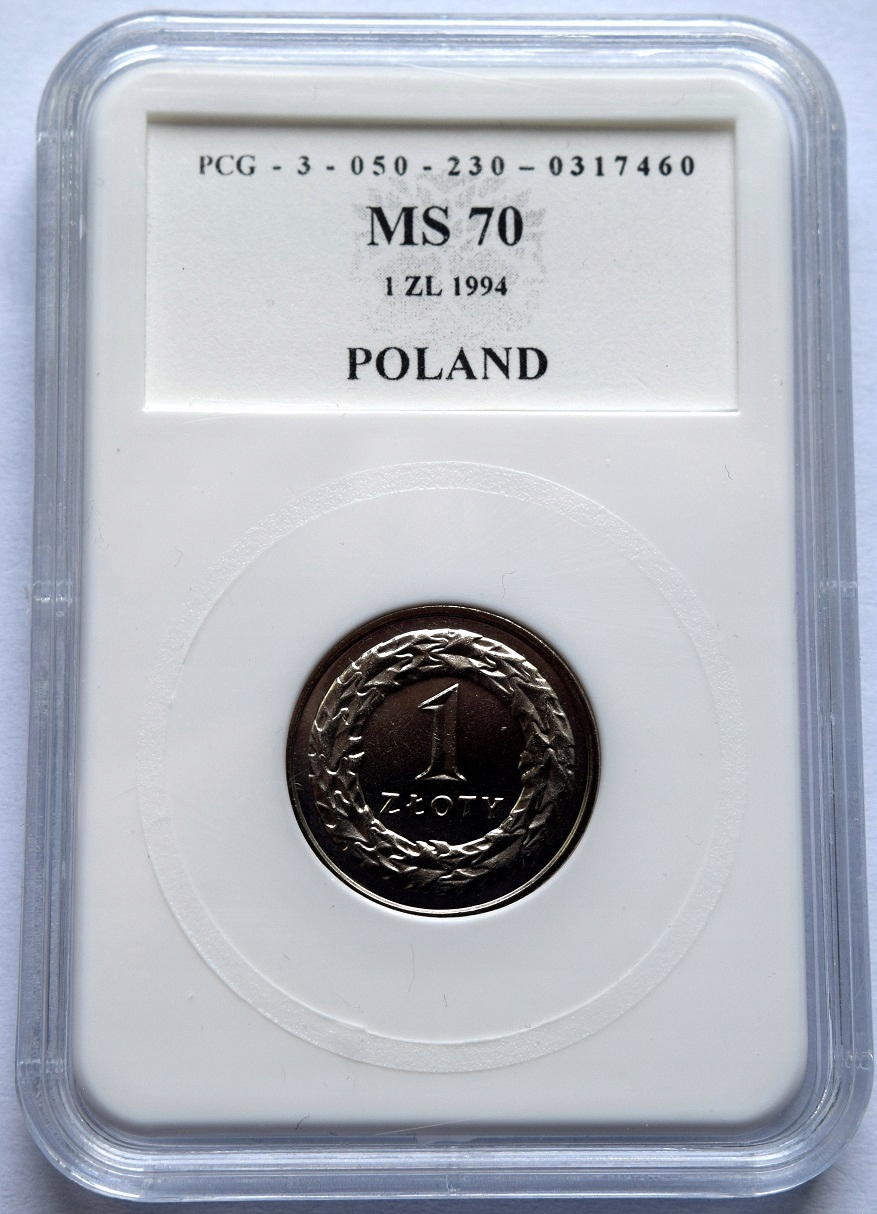 PCG - 3 - 050 - 230 – 0317460
MS 70
1 ZL 1994
POLAND
1
ZŁOTY